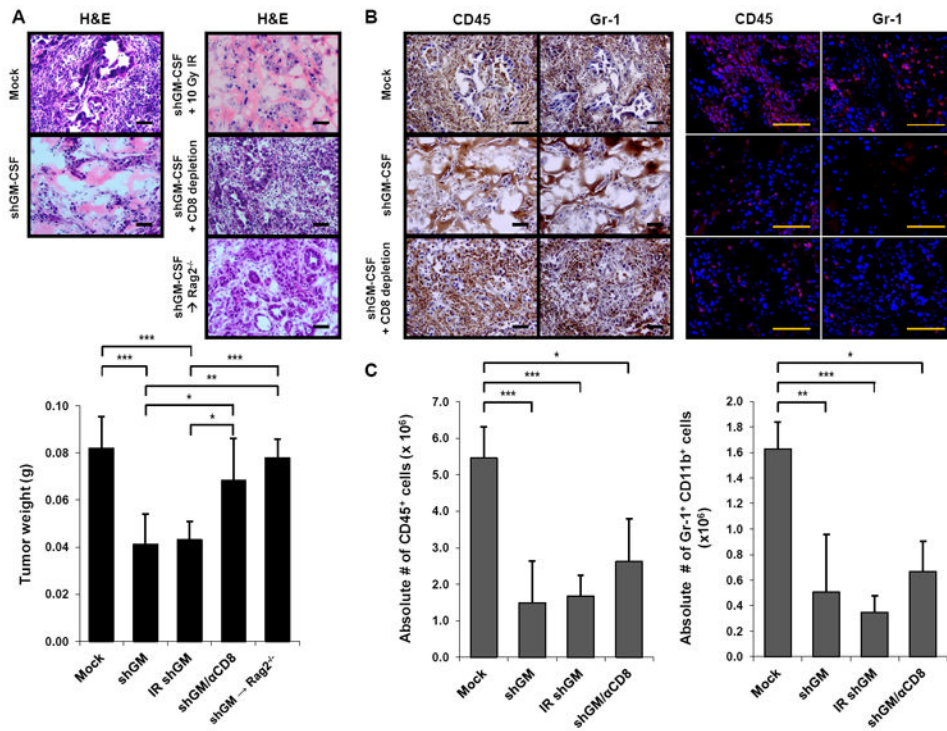 A
H&E
H&E
Mock
shGM-CSF
shGM-CSF
+ 10 Gy IR
shGM-CSF
+ CD8 depletion
shGM-CSF
→ Rag2-/-
B
CD45
Gr-1
CD45
Gr-1
Mock
shGM-CSF
shGM-CSF
+ CD8 depletion
***
***
***
**
*
*
Tumor weight (g)
0.10
0.08
0.06
0.04
0.02
0.00
Mock
shGM
IR shGM
shGM/αCD8
shGM → Rag2-/-
C
*
***
***
Absolute # of CD45+ cells (x 10⁶)
7.0
6.0
5.0
4.0
3.0
2.0
1.0
0.0
Mock
shGM
IR shGM
shGM/αCD8
*
***
**
Absolute # of Gr-1+ CD11b+ cells
(x10⁶)
2.0
1.8
1.6
1.4
1.2
1.0
0.8
0.6
0.4
0.2
0.0
Mock
shGM
IR shGM
shGM/αCD8